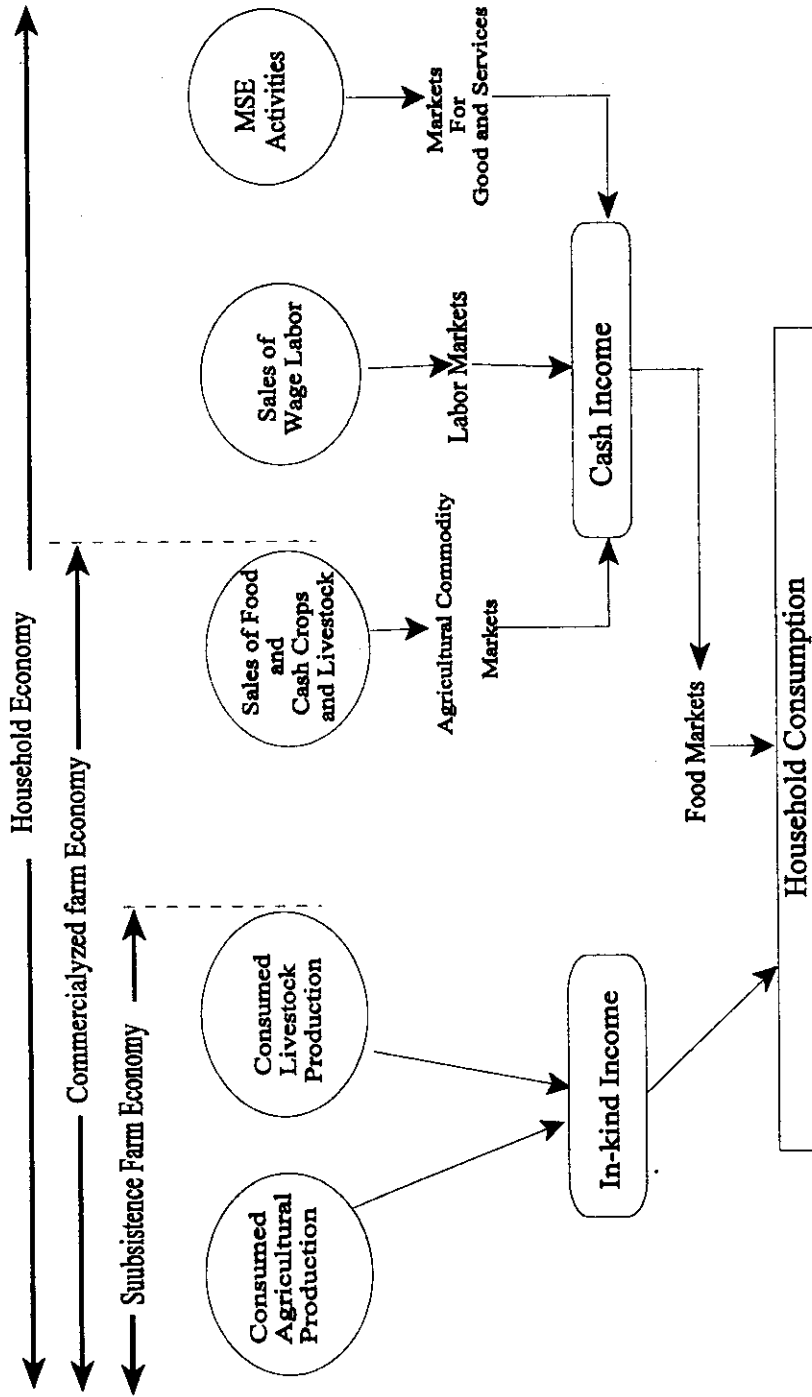 Household Economy
Commercialyzed farm Economy
Suubsistence Farm Economy
Consumed
Agricultural
Production
Consumed
Livestock
Production
Sales of Food
and
Cash Crops
and Livestock
Sales of
Wage Labor
MSE
Activities
Agricultural Commodity
Markets
Labor Markets
Markets
For
Good and Services
In-kind Income
Cash Income
Food Markets
Household Consumption